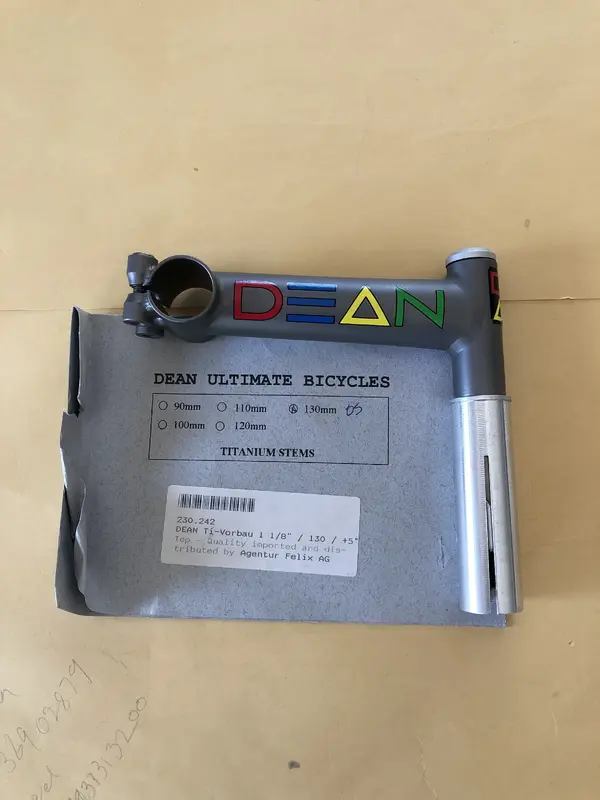 DEAN
DEAN ULTIMATE BICYCLES
90mm 110mm 130mm
100mm 120mm
TITANIUM STEMS
230.242
DEAN Ti-Vorbau 1 1/8" / 130 / +5°
Top - Quality imported and dis-
tributed by Agentur Felix AG